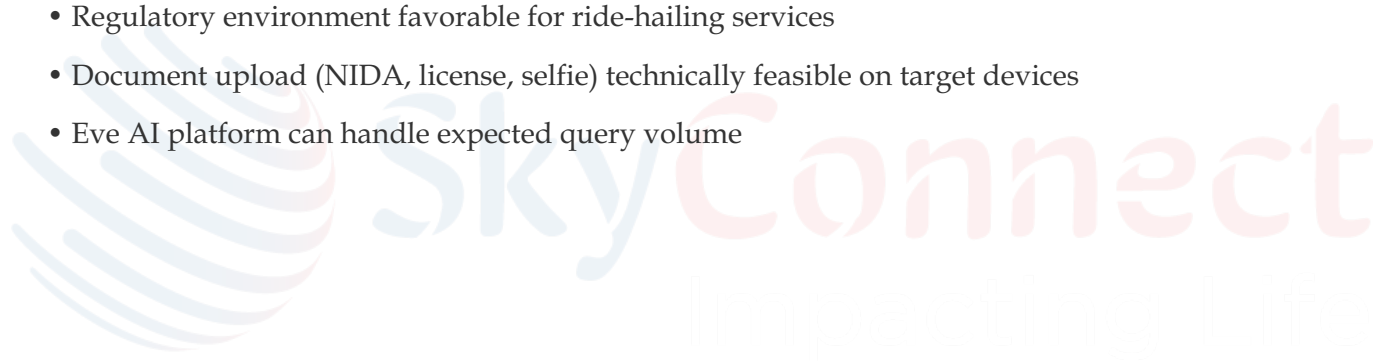 • Regulatory environment favorable for ride-hailing services
• Document upload (NIDA, license, selfie) technically feasible on target devices
• Eve AI platform can handle expected query volume
SkyConnect